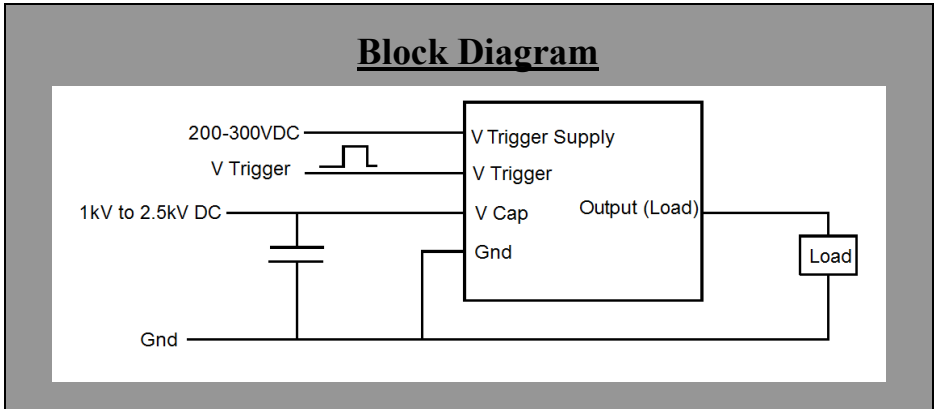 Block Diagram
200-300VDC
V Trigger Supply
V Trigger
V Trigger
1kV to 2.5kV DC
V Cap
Output (Load)
Gnd
Load
Gnd